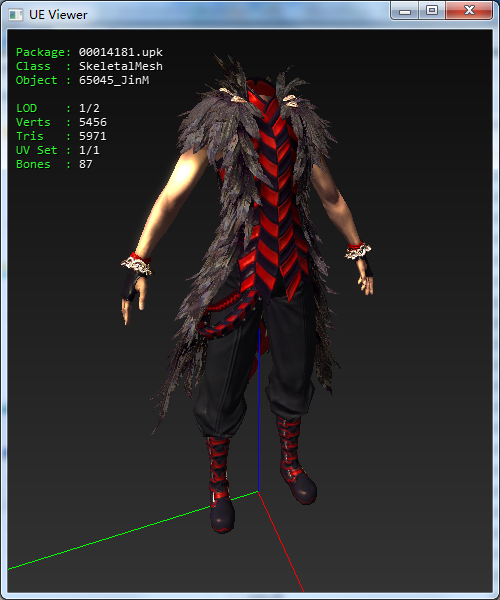 UE Viewer
Package: 00014181.upk
Class  : SkeletalMesh
Object : 65045_JinM
LOD    : 1/2
Verts  : 5456
Tris   : 5971
UV Set : 1/1
Bones  : 87